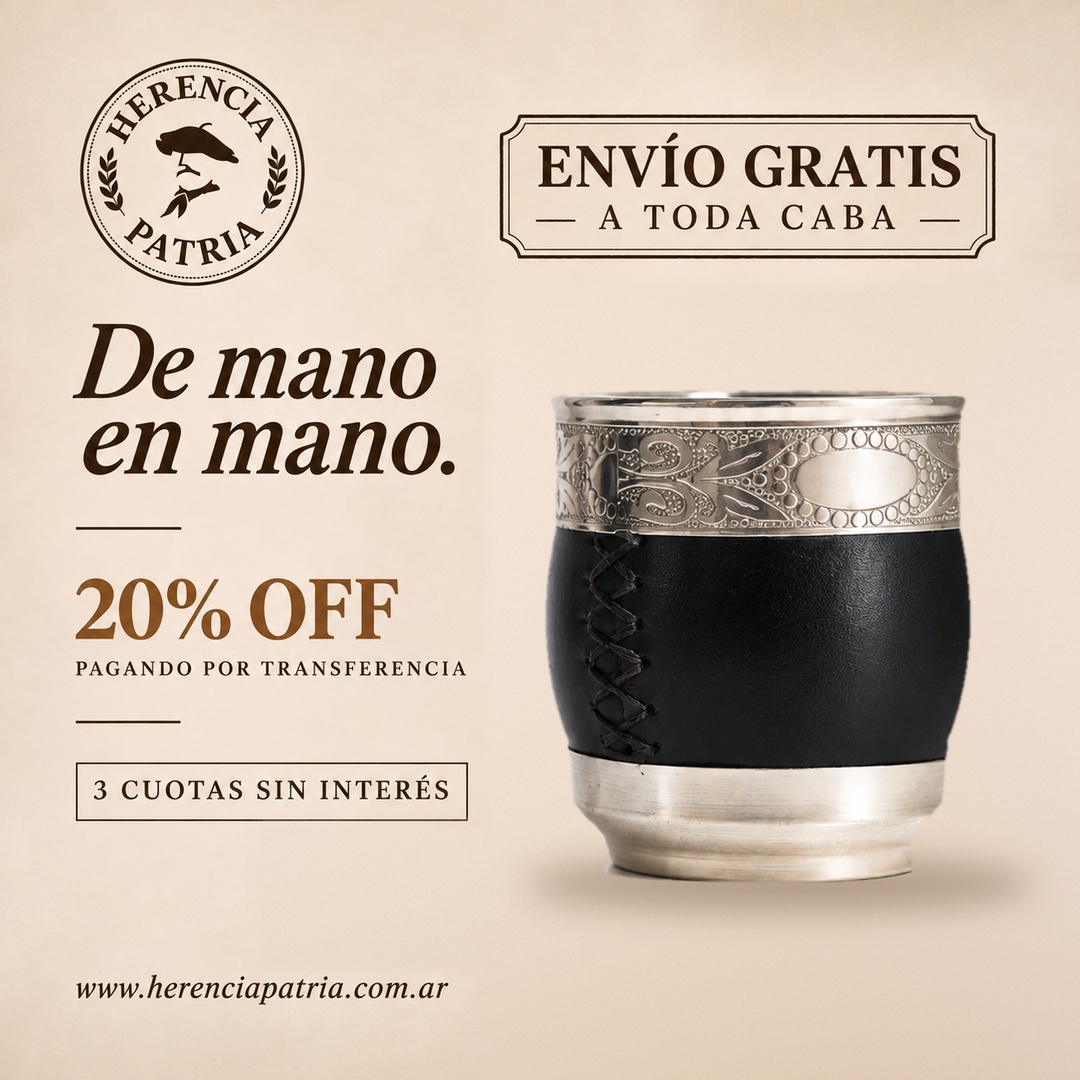 HERENCIA
PATRIA
ENVÍO GRATIS
A TODA CABA
De mano
en mano.
20% OFF
PAGANDO POR TRANSFERENCIA
3 CUOTAS SIN INTERÉS
www.herenciapatria.com.ar